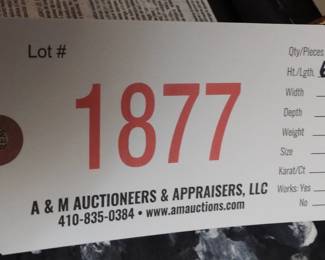 Lot #
1877
A & M AUCTIONEERS & APPRAISERS, LLC
410-835-0384 • www.amauctions.com
Qty/Pieces
Ht./Lgth.
Width
Depth
Weight
Size
Karat/Ct
Works: Yes
No